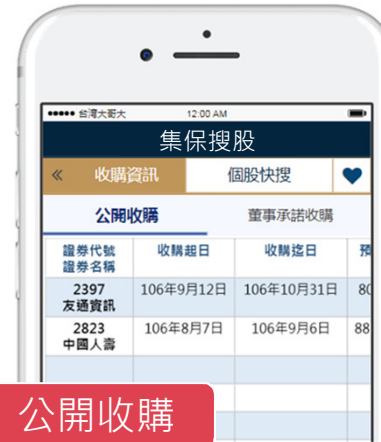 台灣大哥大 12:00 AM
集保搜股
« 收購資訊 個股快搜
公開收購 董事承諾收購
證券代號 收購起日 收購迄日 預
證券名稱
2397 106年9月12日 106年10月31日 80
友通資訊
2823 106年8月7日 106年9月6日 88
中國人壽
公開收購